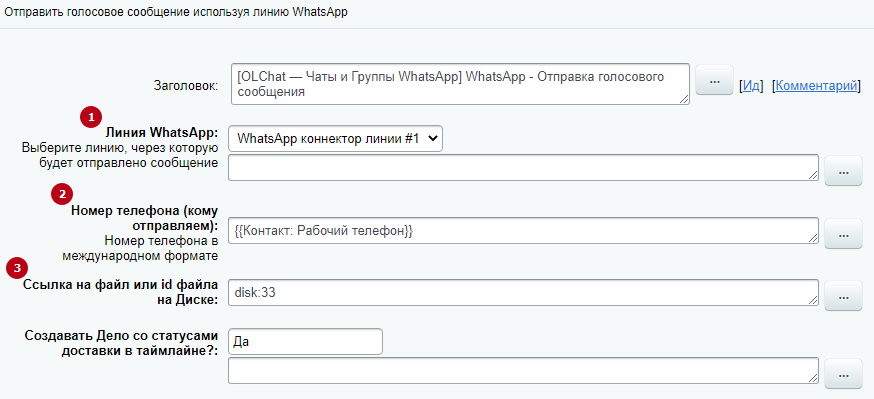 Отправить голосовое сообщение используя линию WhatsApp
Заголовок:
[OLChat — Чаты и Группы WhatsApp] WhatsApp - Отправка голосового
сообщения
...
[Ид] [Комментарий]
1
Линия WhatsApp:
Выберите линию, через которую
будет отправлено сообщение
WhatsApp коннектор линии #1
...
2
Номер телефона (кому
отправляем):
Номер телефона в
международном формате
{{Контакт: Рабочий телефон}}
...
3
Ссылка на файл или id файла
на Диске:
disk:33
...
Создавать Дело со статусами
доставки в таймлайне?:
Да
...